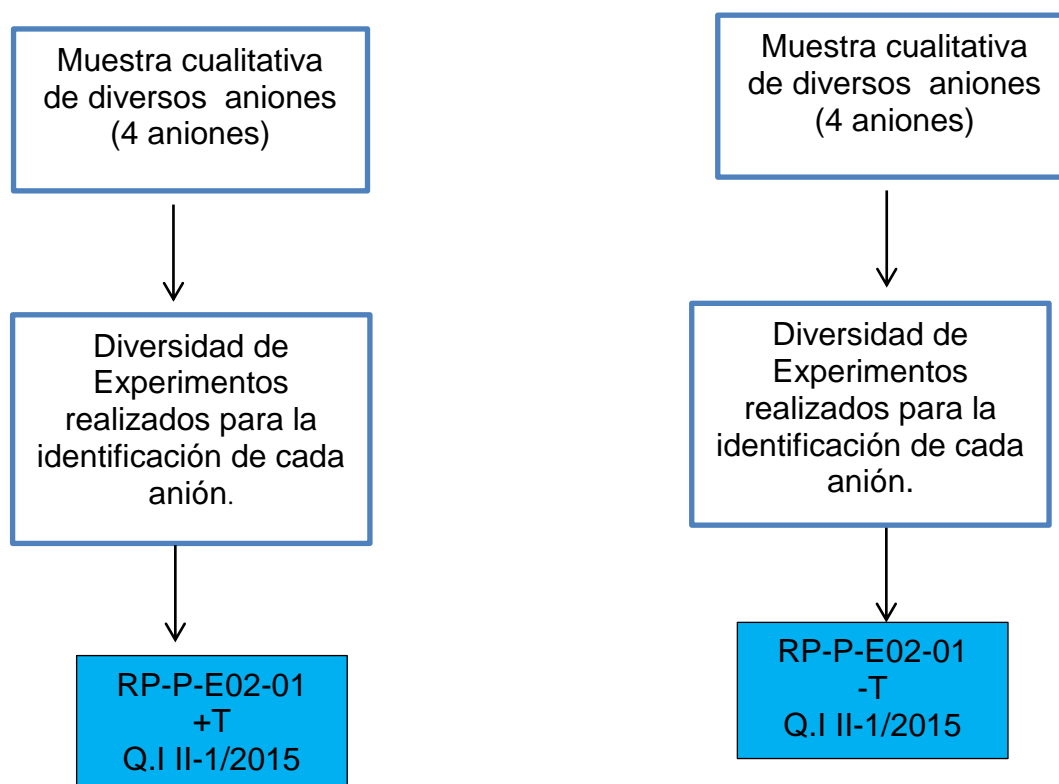 Muestra cualitativa
de diversos aniones
(4 aniones)
Diversidad de
Experimentos
realizados para la
identificación de cada
anión.
RP-P-E02-01
+T
Q.I II-1/2015
Muestra cualitativa
de diversos aniones
(4 aniones)
Diversidad de
Experimentos
realizados para la
identificación de cada
anión.
RP-P-E02-01
-T
Q.I II-1/2015